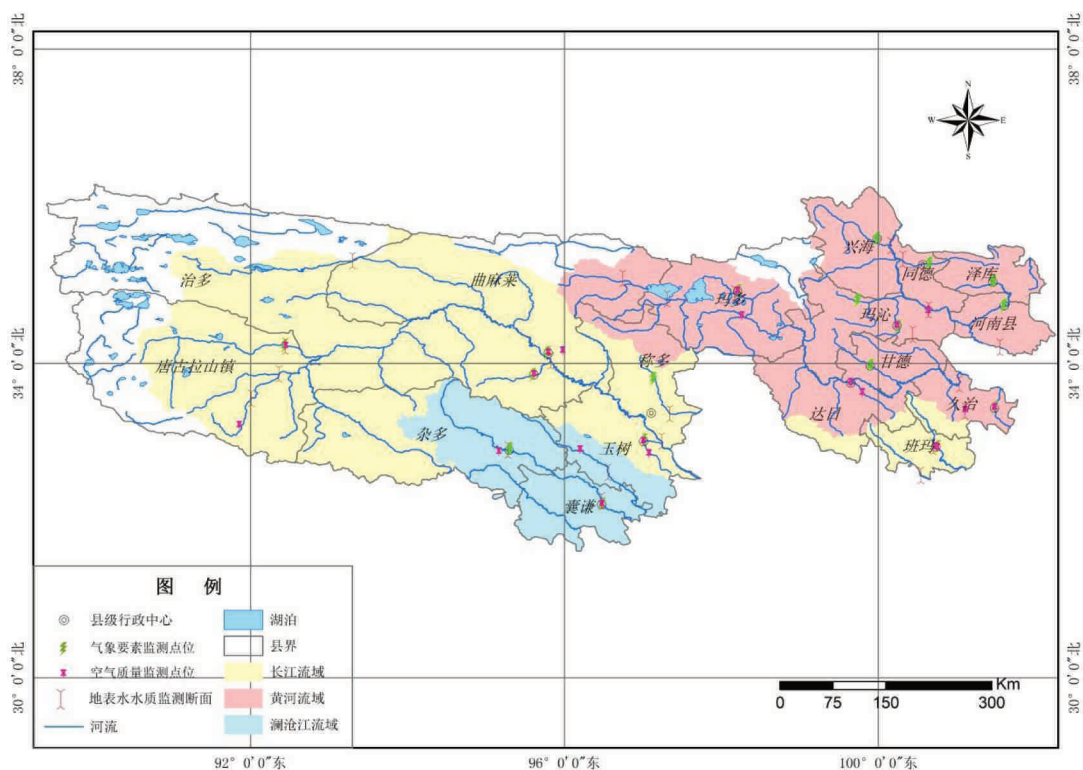 38° 0′0″北
38° 0′0″北
N
W
E
S
兴海
同德
泽库
治多
曲麻莱
玛多
玛沁
河南县
唐古拉山镇
34° 0′0″北
称多
甘德
34° 0′0″北
杂多
玉树
达日
久治
班玛
囊谦
图 例
县级行政中心
湖泊
气象要素监测点位
县界
空气质量监测点位
长江流域
地表水水质监测断面
黄河流域
河流
澜沧江流域
30° 0′0″北
30° 0′0″北
Km
0 75 150 300
92° 0′0″东
96° 0′0″东
100° 0′0″东